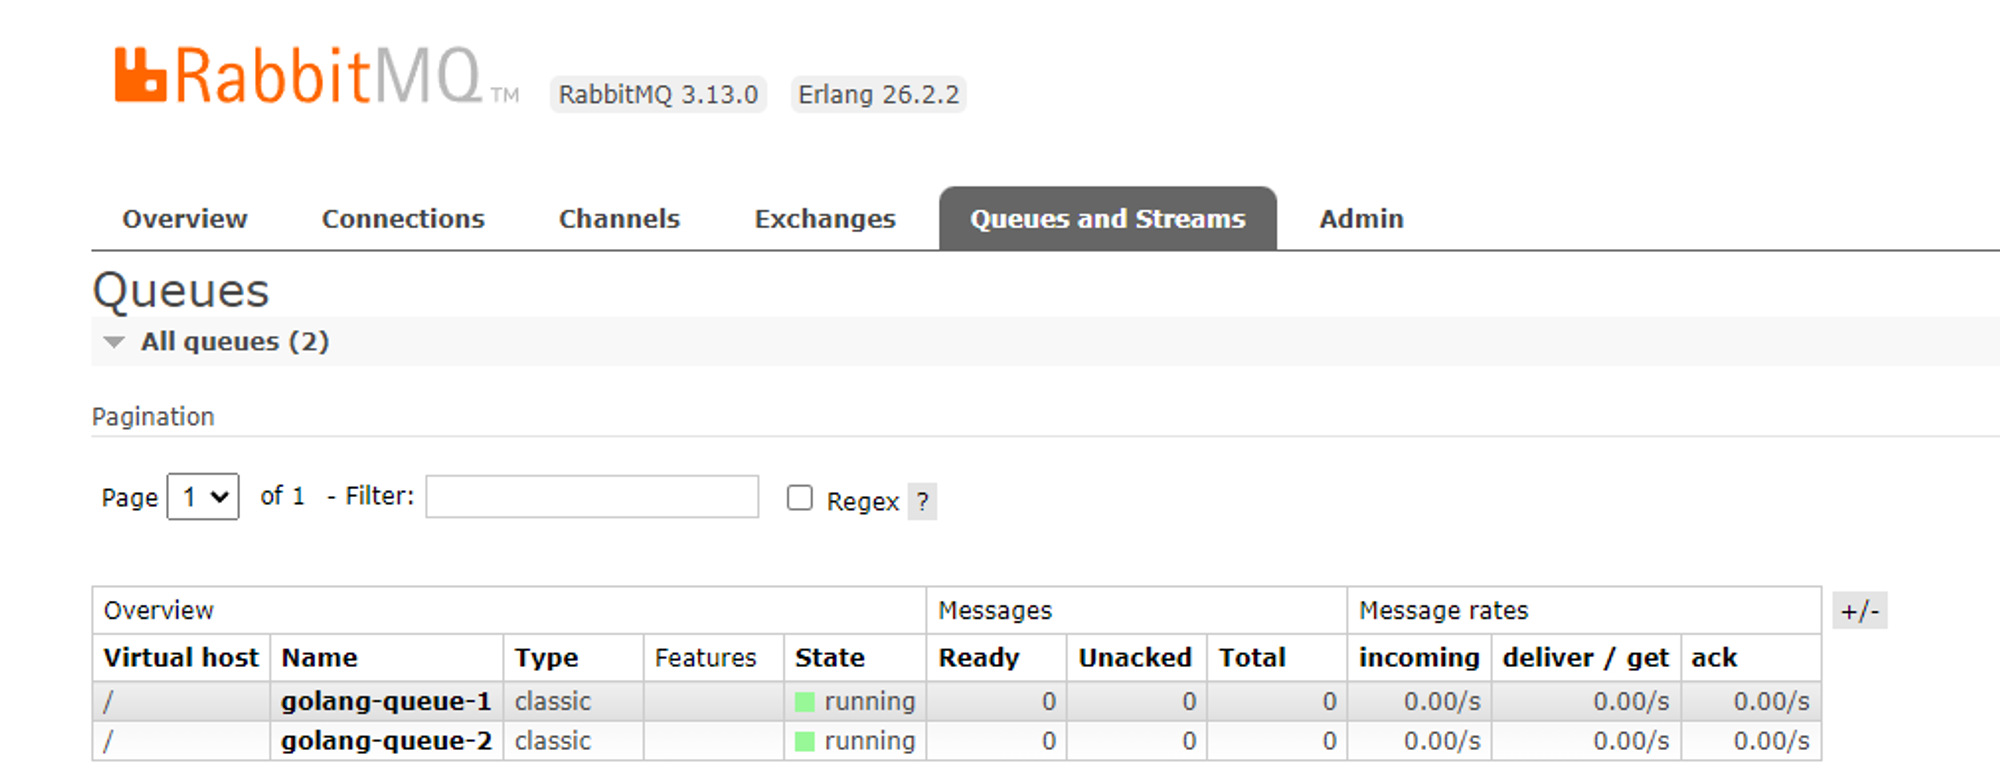 RabbitMQ TM RabbitMQ 3.13.0 Erlang 26.2.2
Overview Connections Channels Exchanges Queues and Streams Admin
Queues
All queues (2)
Pagination
Page 1 of 1 - Filter: Regex ?
Overview Messages Message rates +/-
Virtual host Name Type Features State Ready Unacked Total incoming deliver / get ack
/ golang-queue-1 classic running 0 0 0 0.00/s 0.00/s 0.00/s
/ golang-queue-2 classic running 0 0 0 0.00/s 0.00/s 0.00/s